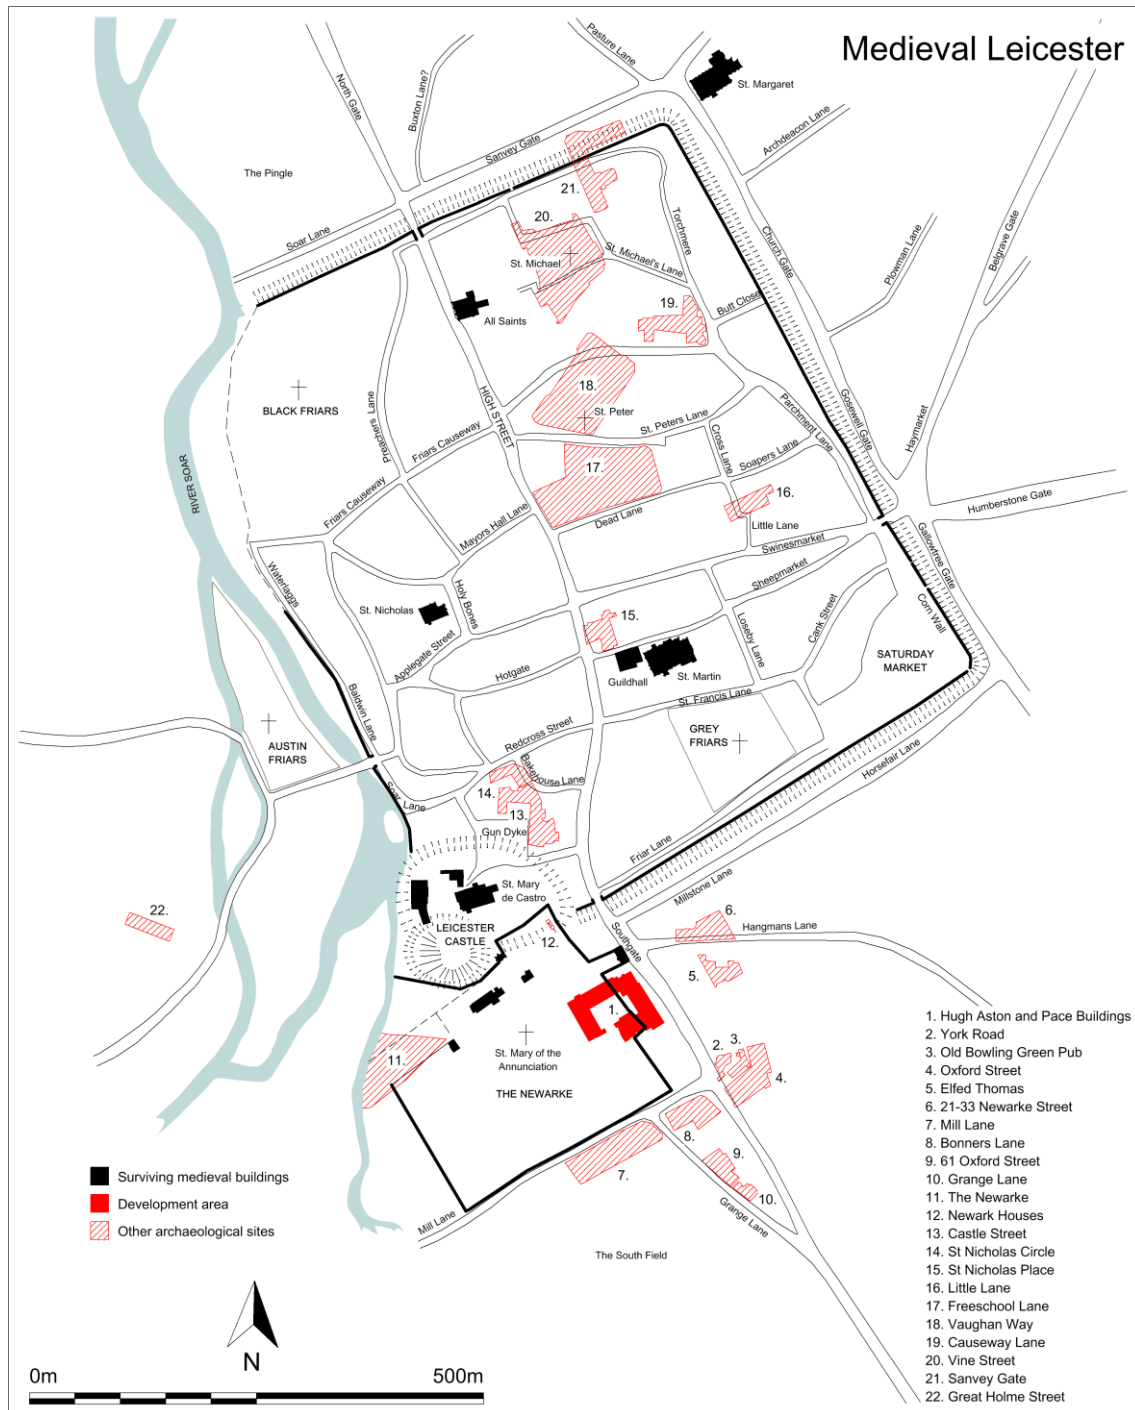 Medieval Leicester
Pasture Lane
St. Margaret
North Gate
Buxton Lane?
Archdeacon Lane
Sanvey Gate
The Pingle
21.
Torchmere
Church Gate
Plowman Lane
Belgrave Gate
Soar Lane
20.
St. Michael
St. Michael's Lane
19.
Butt Close
All Saints
HIGH STREET
18.
BLACK FRIARS
Preachers Lane
St. Peter
Parchment Lane
Gosewell Gate
Haymarket
Friars Causeway
St. Peters Lane
Cross Lane
Soapers Lane
RIVER SOAR
17.
16.
Humberstone Gate
Friars Causeway
Mayors Hall Lane
Dead Lane
Little Lane
Gallowtree Gate
Swinesmarket
Waterlaggs
Holy Bones
Sheepmarket
Corn Wall
St. Nicholas
15.
Loseby Lane
Cank Street
Applegate Street
SATURDAY
MARKET
Hotgate
Guildhall
St. Martin
Baldwin Lane
St. Francis Lane
Redcross Street
GREY
FRIARS
AUSTIN
FRIARS
Horsefair Lane
Bakehouse Lane
Soar Lane
14.
13.
Gun Dyke
Friar Lane
Millstone Lane
St. Mary
de Castro
22.
6.
Hangmans Lane
LEICESTER
CASTLE
12.
Southgate
5.
1.
11.
St. Mary of the
Annunciation
THE NEWARKE
2.
3.
4.
8.
9.
7.
10.
Grange Lane
Mill Lane
The South Field
Surviving medieval buildings
Development area
Other archaeological sites
N
0m
500m
1. Hugh Aston and Pace Buildings
2. York Road
3. Old Bowling Green Pub
4. Oxford Street
5. Elfed Thomas
6. 21-33 Newarke Street
7. Mill Lane
8. Bonners Lane
9. 61 Oxford Street
10. Grange Lane
11. The Newarke
12. Newark Houses
13. Castle Street
14. St Nicholas Circle
15. St Nicholas Place
16. Little Lane
17. Freeschool Lane
18. Vaughan Way
19. Causeway Lane
20. Vine Street
21. Sanvey Gate
22. Great Holme Street